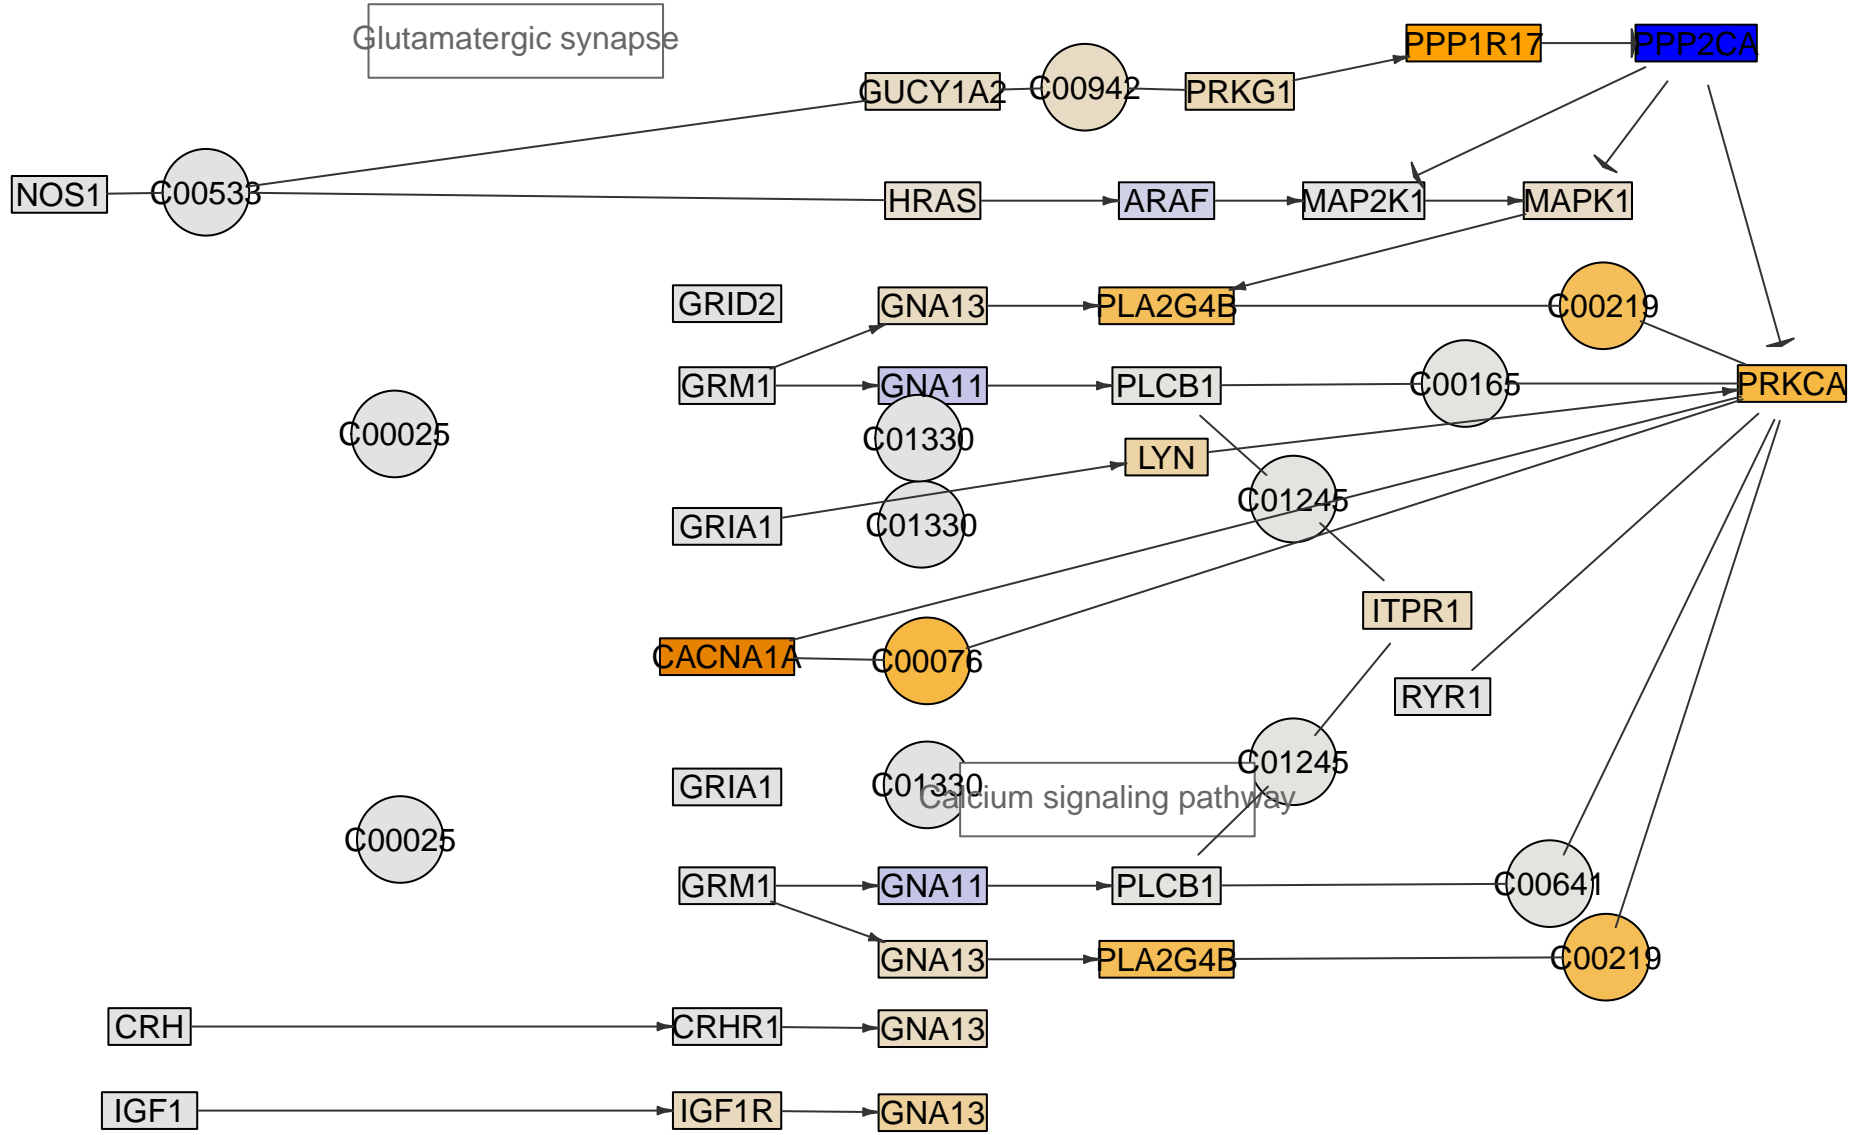 Glutamatergic synapse
PPP1R17
PPP2CA
GUCY1A2
C00942
PRKG1
NOS1
C00533
HRAS
ARAF
MAP2K1
MAPK1
GRID2
GNA13
PLA2G4B
C00219
GRM1
GNA11
PLCB1
C00165
PRKCA
C00025
C01330
LYN
C01245
GRIA1
C01330
ITPR1
CACNA1A
C00076
RYR1
GRIA1
C01330
C01245
Calcium signaling pathway
C00025
GRM1
GNA11
PLCB1
C00641
GNA13
PLA2G4B
C00219
CRH
CRHR1
GNA13
IGF1
IGF1R
GNA13